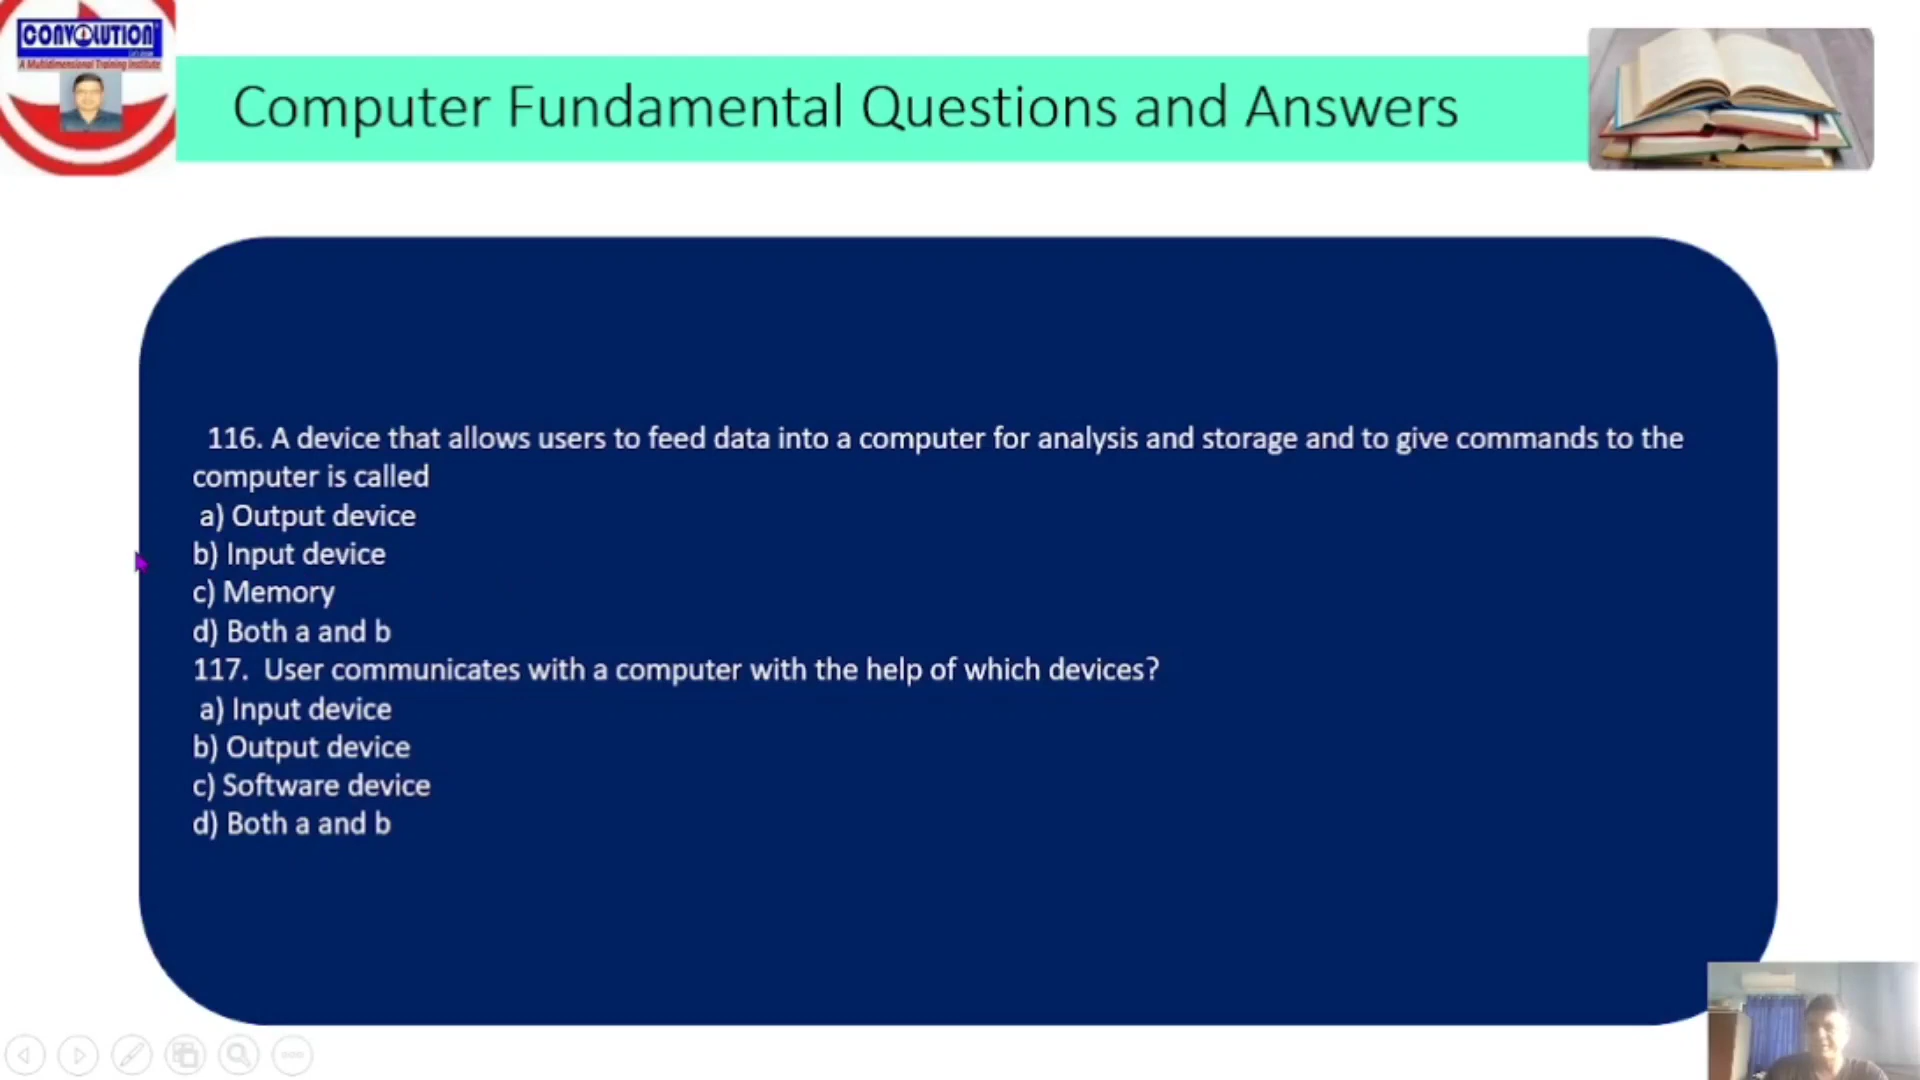 CONVOLUTION
A Multidimensional Training Institute
Computer Fundamental Questions and Answers
116. A device that allows users to feed data into a computer for analysis and storage and to give commands to the
computer is called
a) Output device
b) Input device
c) Memory
d) Both a and b
117. User communicates with a computer with the help of which devices?
a) Input device
b) Output device
c) Software device
d) Both a and b